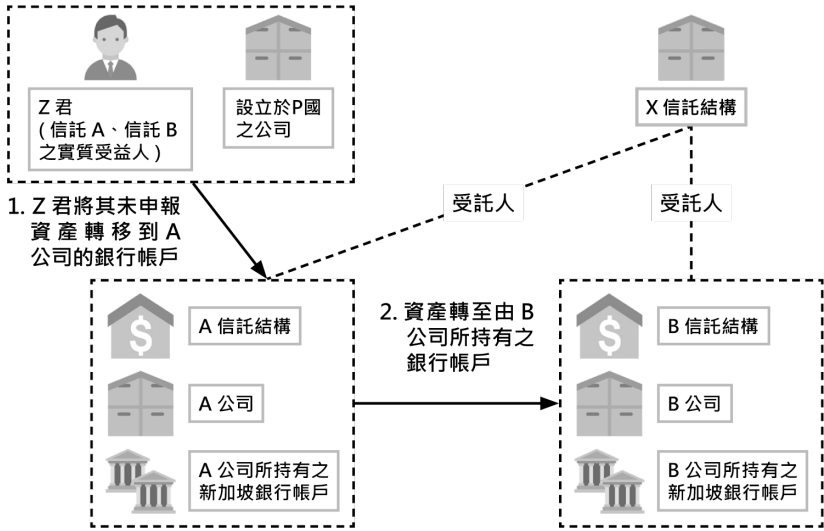 Z 君
( 信託 A、信託 B
之實質受益人 )
設立於P國
之公司
X 信託結構
受託人
受託人
1. Z 君將其未申報
資產轉移到 A
公司的銀行帳戶
A 信託結構
A 公司
A 公司所持有之
新加坡銀行帳戶
2. 資產轉至由 B
公司所持有之
銀行帳戶
B 信託結構
B 公司
B 公司所持有之
新加坡銀行帳戶